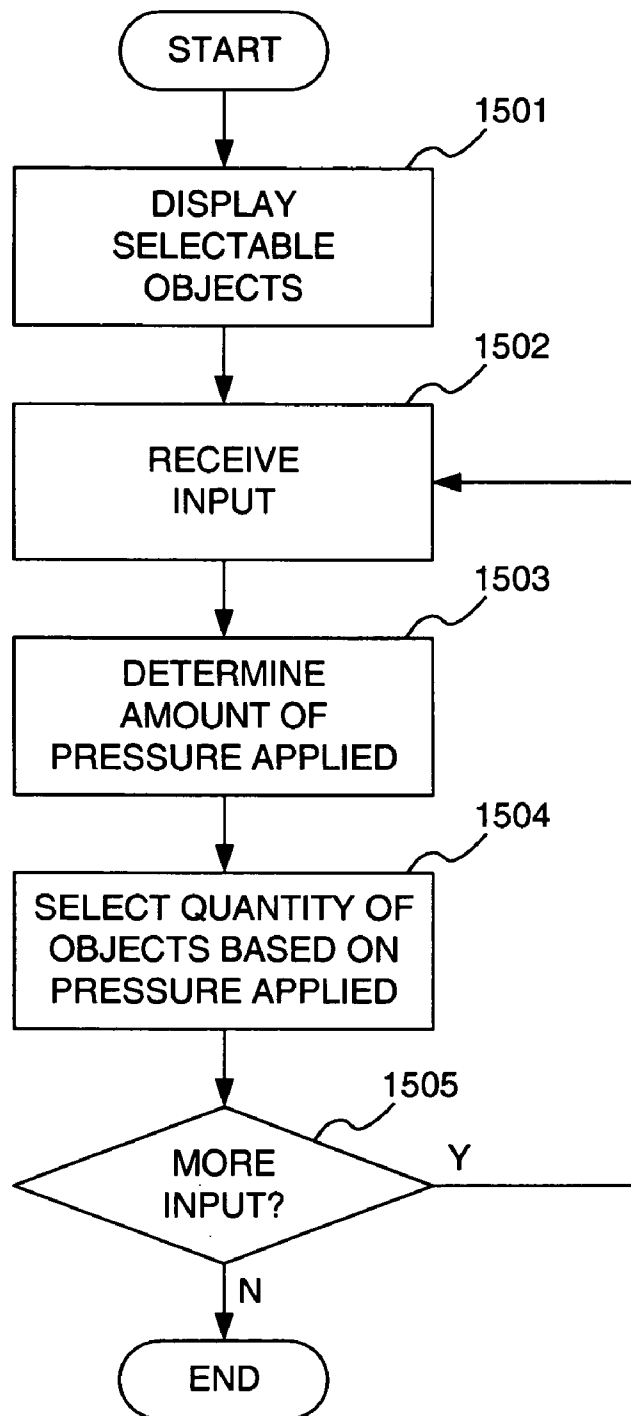 START
1501
DISPLAY
SELECTABLE
OBJECTS
1502
RECEIVE
INPUT
1503
DETERMINE
AMOUNT OF
PRESSURE APPLIED
1504
SELECT QUANTITY OF
OBJECTS BASED ON
PRESSURE APPLIED
1505
MORE
INPUT?
Y
N
END